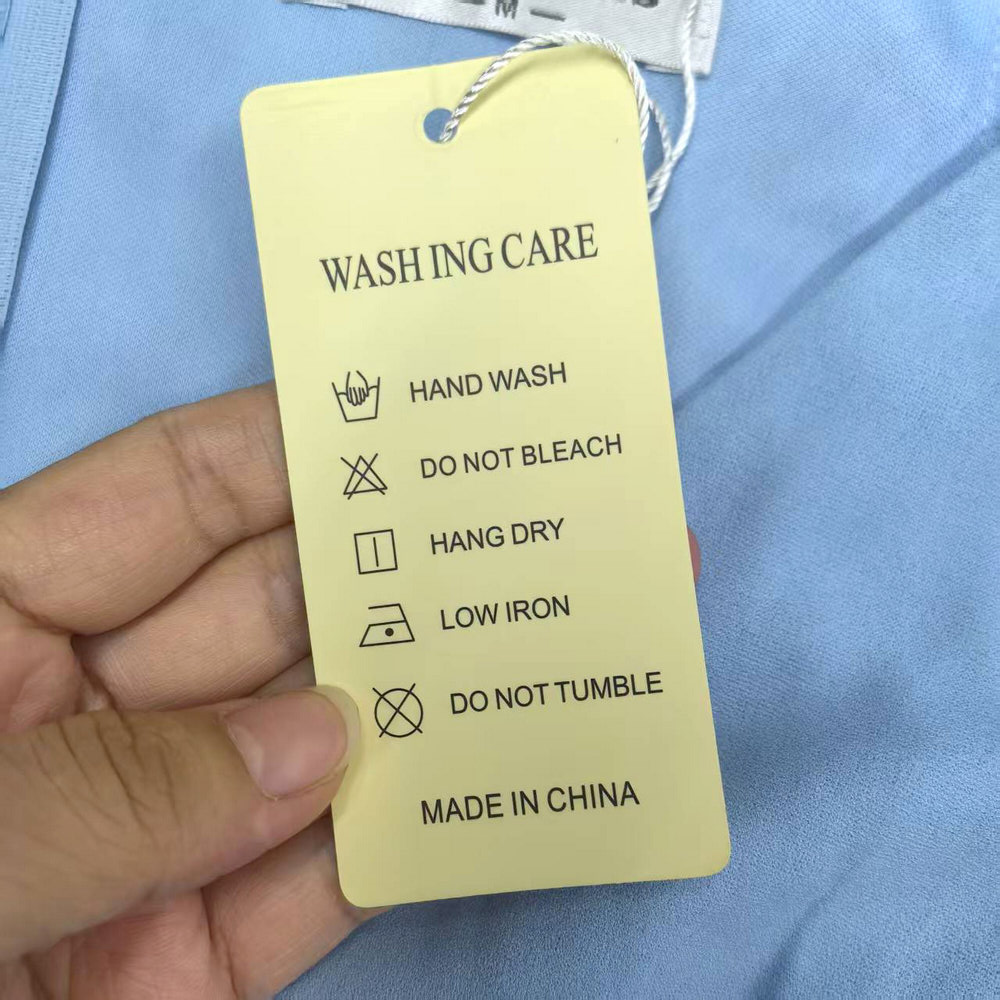 M
WASH ING CARE
HAND WASH
DO NOT BLEACH
HANG DRY
LOW IRON
DO NOT TUMBLE
MADE IN CHINA